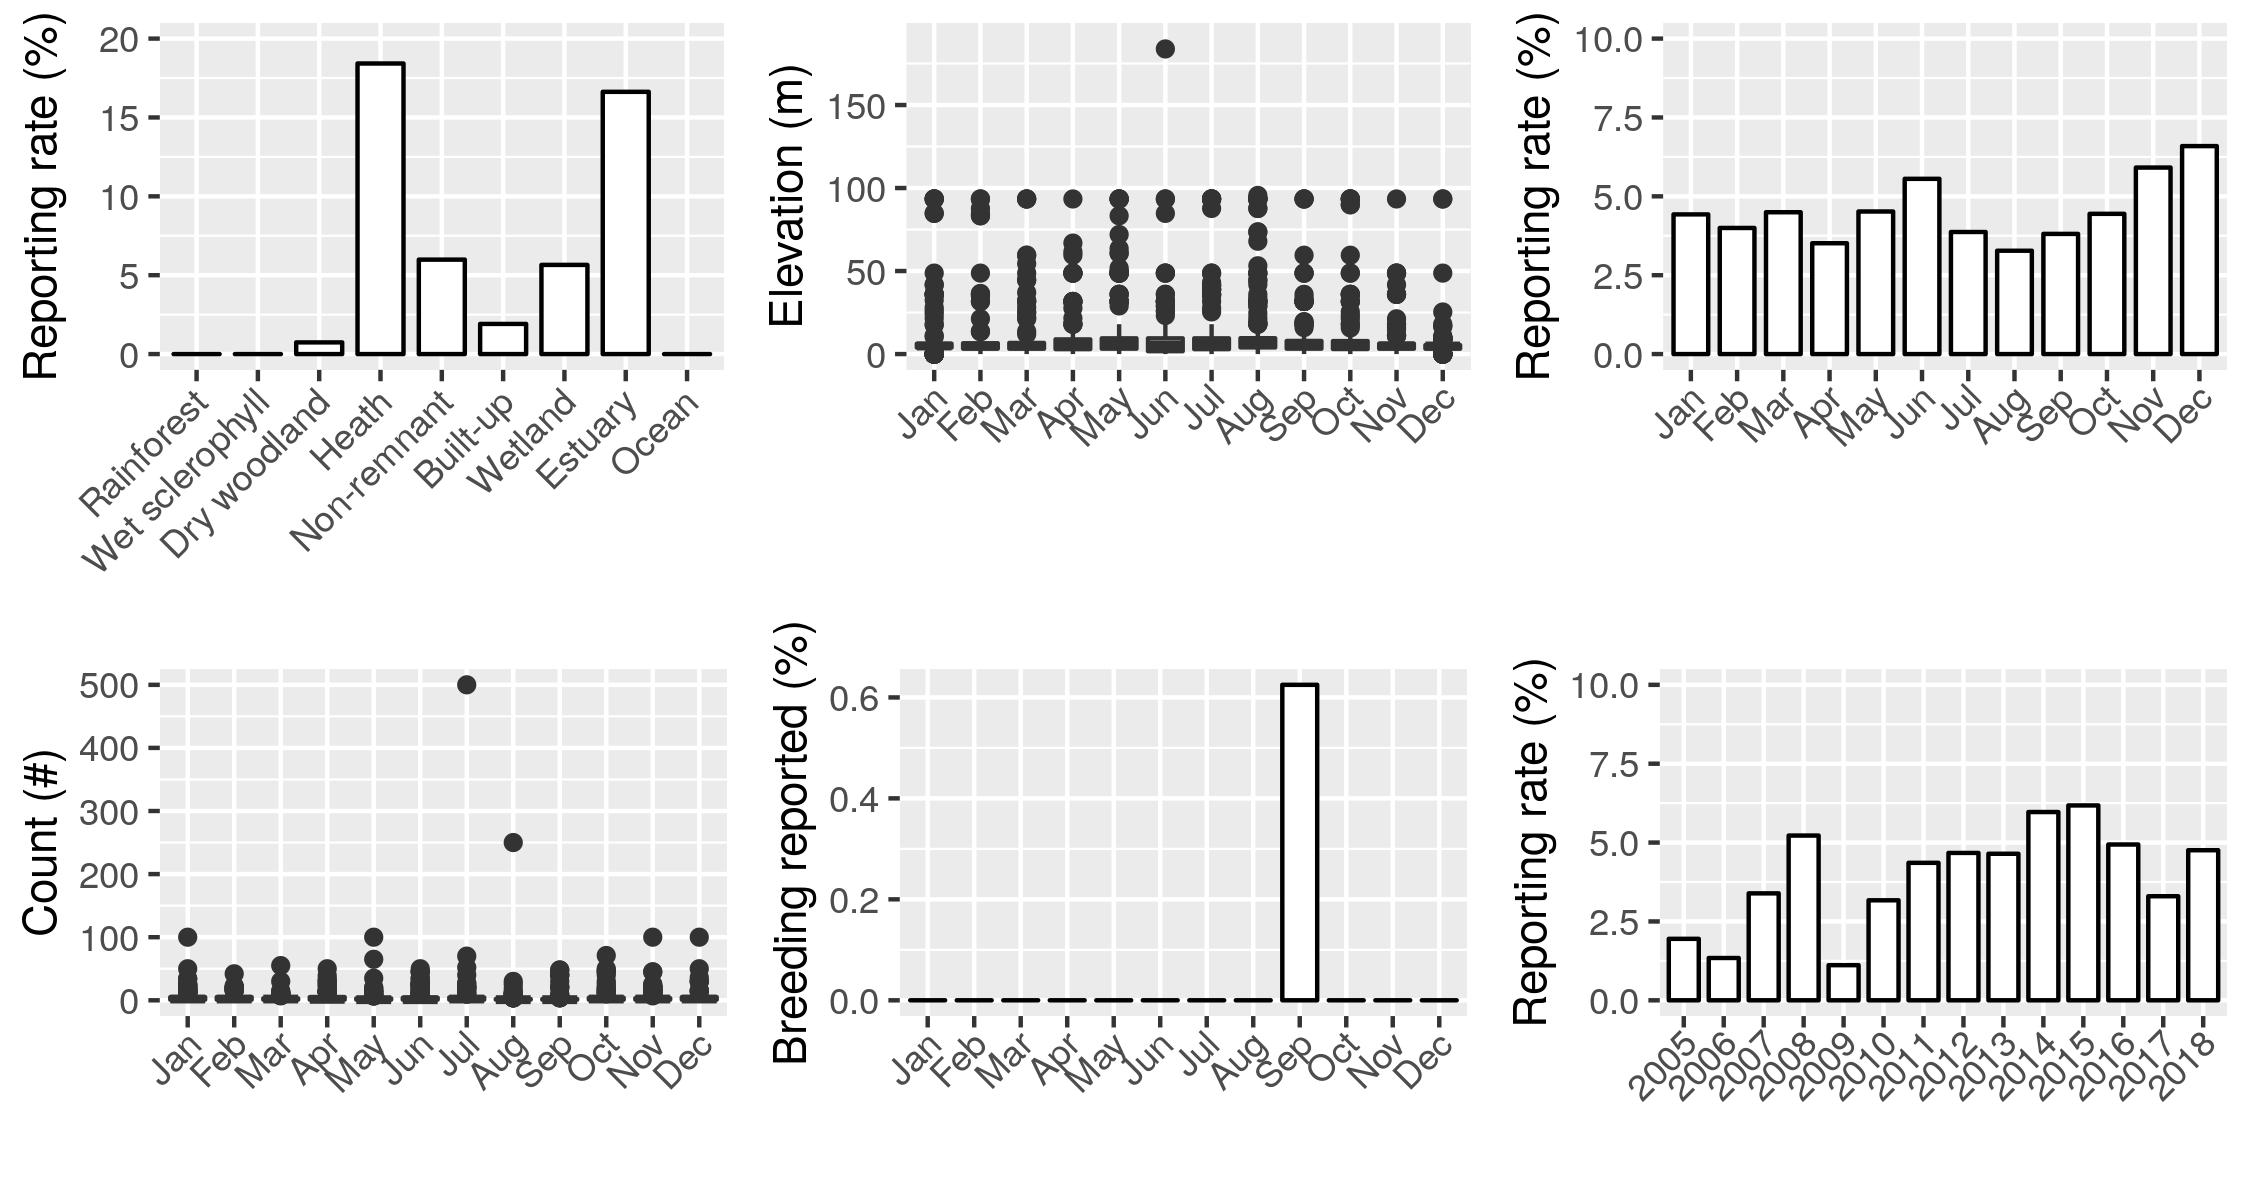 Reporting rate (%)
20
15
10
5
0
Rainforest
Wet sclerophyll
Dry woodland
Heath
Non-remnant
Built-up
Wetland
Estuary
Ocean
Elevation (m)
150
100
50
0
Jan
Feb
Mar
Apr
May
Jun
Jul
Aug
Sep
Oct
Nov
Dec
Reporting rate (%)
10.0
7.5
5.0
2.5
0.0
Jan
Feb
Mar
Apr
May
Jun
Jul
Aug
Sep
Oct
Nov
Dec
Count (#)
500
400
300
200
100
0
Jan
Feb
Mar
Apr
May
Jun
Jul
Aug
Sep
Oct
Nov
Dec
Breeding reported (%)
0.6
0.4
0.2
0.0
Jan
Feb
Mar
Apr
May
Jun
Jul
Aug
Sep
Oct
Nov
Dec
Reporting rate (%)
10.0
7.5
5.0
2.5
0.0
2005
2006
2007
2008
2009
2010
2011
2012
2013
2014
2015
2016
2017
2018